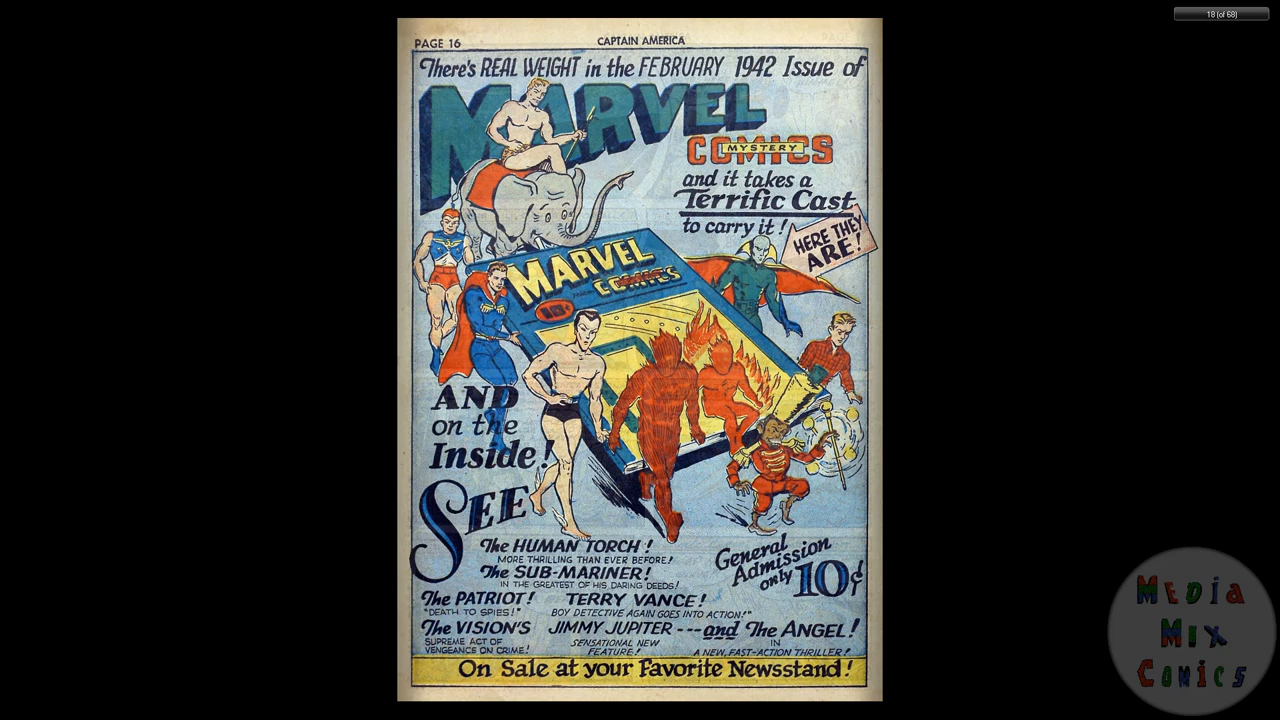 18 (of 68)
PAGE 16
CAPTAIN AMERICA
There's REAL WEIGHT in the FEBRUARY 1942 Issue of
MARVEL
MYSTERY
COMICS
and it takes a
Terrific Cast
to carry it!
HERE THEY
ARE!
MARVEL
COMICS
10¢
AND
on the
Inside!
SEE
The HUMAN TORCH!
MORE THRILLING THAN EVER BEFORE!
The SUB-MARINER!
IN THE GREATEST OF HIS DARING DEEDS!
The PATRIOT!
"DEATH TO SPIES!"
TERRY VANCE!
BOY DETECTIVE AGAIN GOES INTO ACTION!"
The VISION'S
SUPREME ACT OF
VENGEANCE ON CRIME!
JIMMY JUPITER ---and The ANGEL!
SENSATIONAL NEW
FEATURE!
IN
A NEW, FAST-ACTION THRILLER!
General
Admission
only 10¢
On Sale at your Favorite Newsstand!
MEDiA
MiX
COMiCS